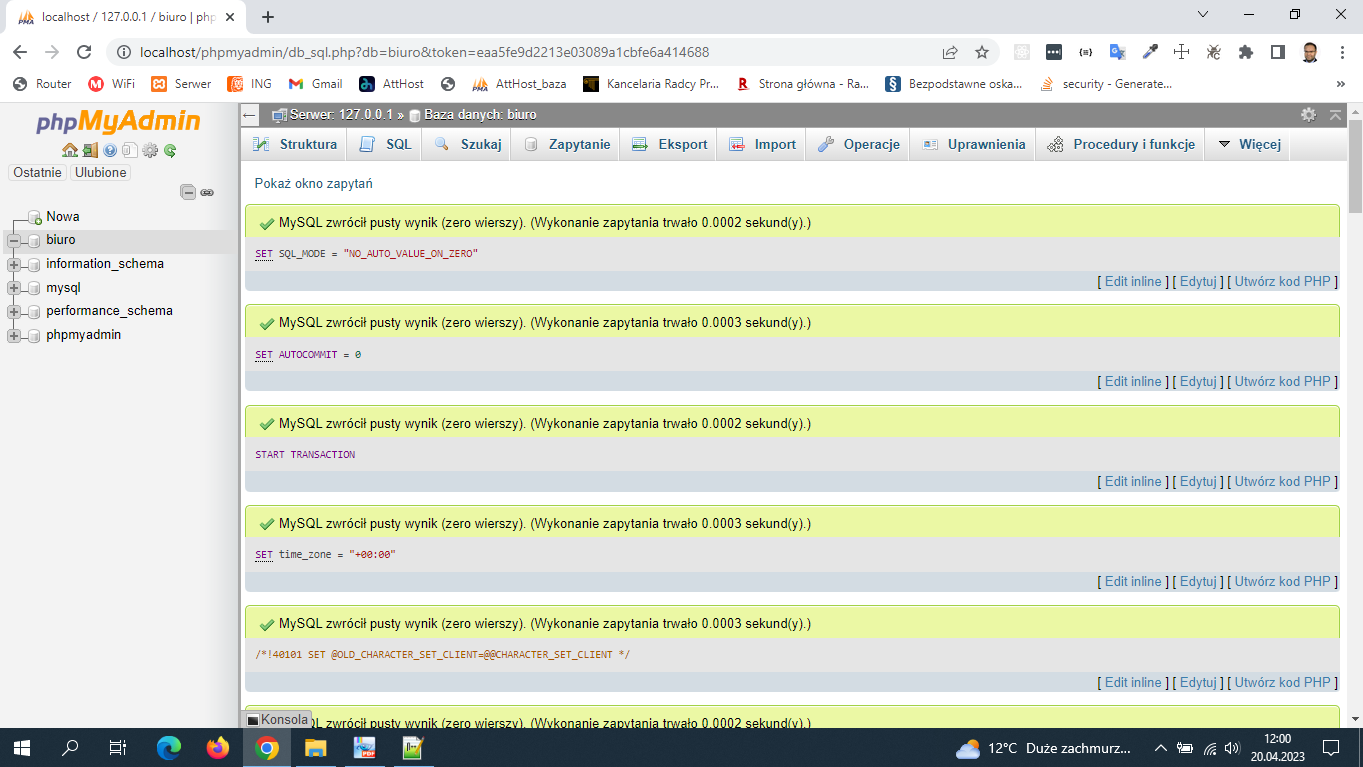 localhost / 127.0.0.1 / biuro | php
localhost/phpmyadmin/db_sql.php?db=biuro&token=eaa5fe9d2213e03089a1cbfe6a414688
Router WiFi Serwer ING Gmail AttHost AttHost_baza Kancelaria Radcy Pr... Strona główna - Ra... Bezpodstawne oska... security - Generate... »
phpMyAdmin
Ostatnie Ulubione
Nowa
biuro
information_schema
mysql
performance_schema
phpmyadmin
Serwer: 127.0.0.1 » Baza danych: biuro
Struktura SQL Szukaj Zapytanie Eksport Import Operacje Uprawnienia Procedury i funkcje Więcej
Pokaż okno zapytań
MySQL zwrócił pusty wynik (zero wierszy). (Wykonanie zapytania trwało 0.0002 sekund(y).)
SET SQL_MODE = "NO_AUTO_VALUE_ON_ZERO"
[ Edit inline ] [ Edytuj ] [ Utwórz kod PHP ]
MySQL zwrócił pusty wynik (zero wierszy). (Wykonanie zapytania trwało 0.0003 sekund(y).)
SET AUTOCOMMIT = 0
[ Edit inline ] [ Edytuj ] [ Utwórz kod PHP ]
MySQL zwrócił pusty wynik (zero wierszy). (Wykonanie zapytania trwało 0.0002 sekund(y).)
START TRANSACTION
[ Edit inline ] [ Edytuj ] [ Utwórz kod PHP ]
MySQL zwrócił pusty wynik (zero wierszy). (Wykonanie zapytania trwało 0.0003 sekund(y).)
SET time_zone = "+00:00"
[ Edit inline ] [ Edytuj ] [ Utwórz kod PHP ]
MySQL zwrócił pusty wynik (zero wierszy). (Wykonanie zapytania trwało 0.0003 sekund(y).)
/*!40101 SET @OLD_CHARACTER_SET_CLIENT=@@CHARACTER_SET_CLIENT */
[ Edit inline ] [ Edytuj ] [ Utwórz kod PHP ]
Konsola
zwrócił pusty wynik (zero wierszy). (Wykonanie zapytania trwało 0.0002 sekund(y).)
12°C Duże zachmurz...
12:00
20.04.2023